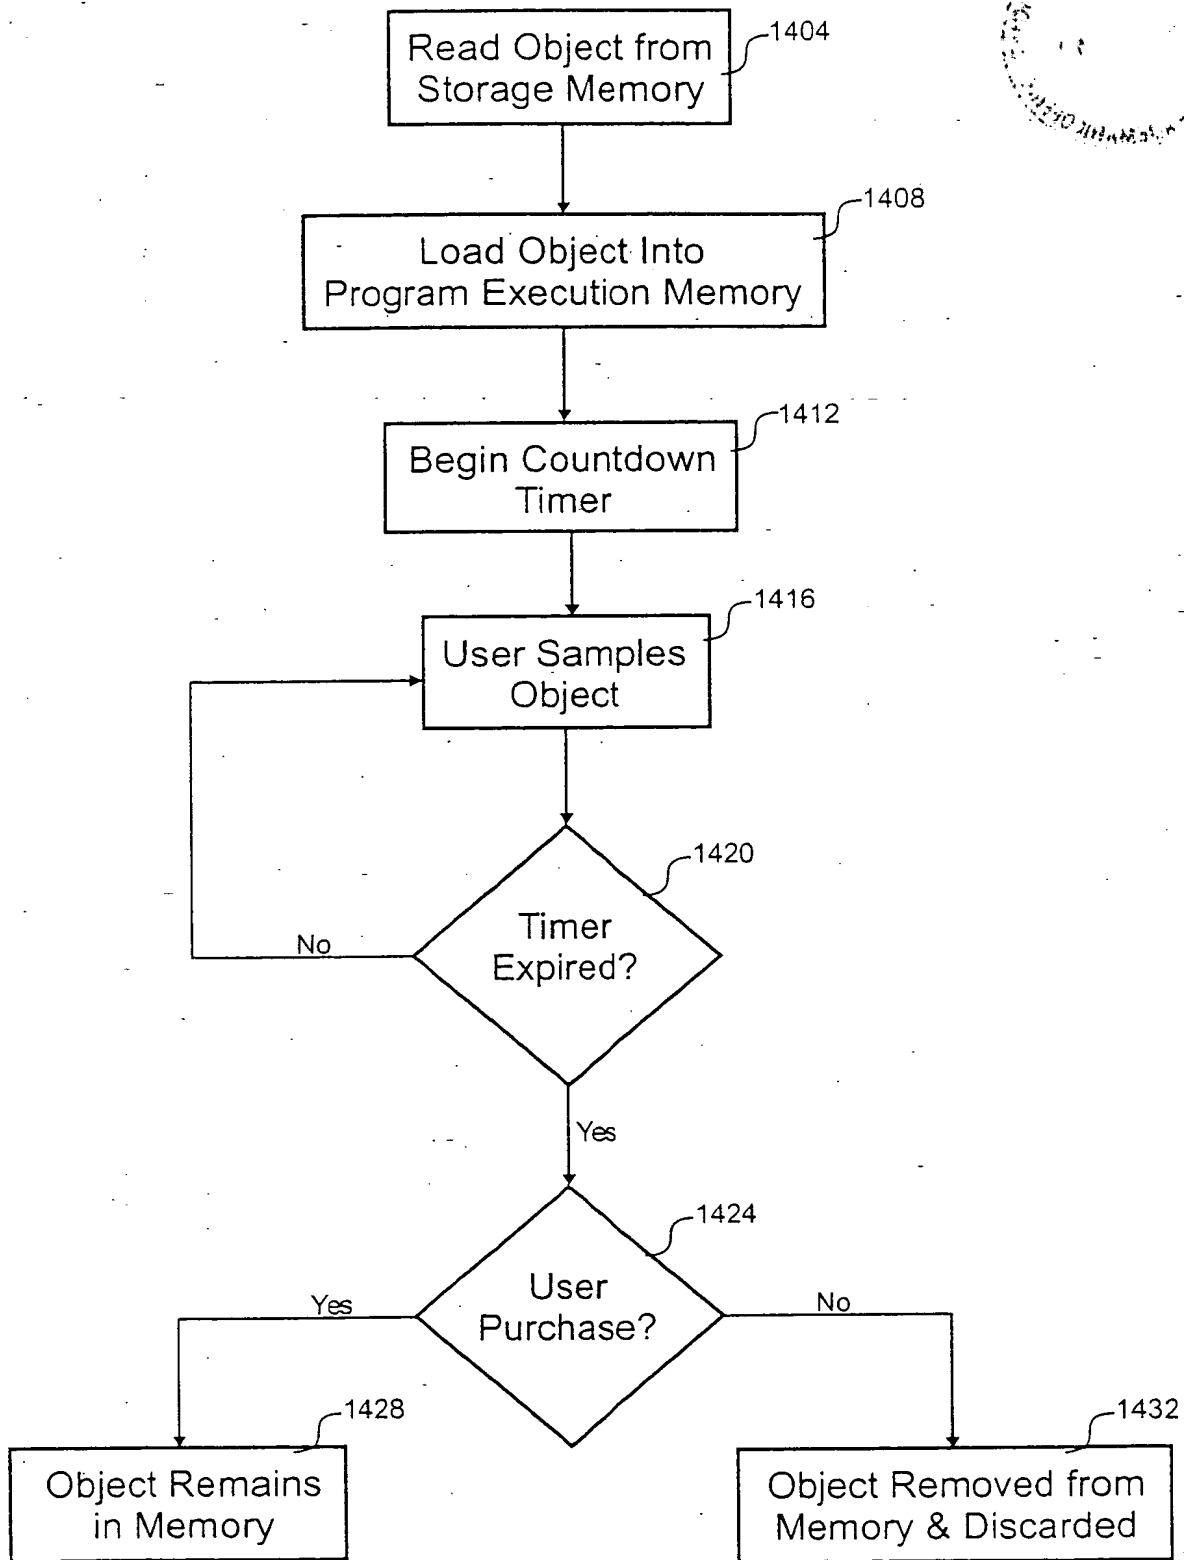 Read Object from
Storage Memory
1404
1408
Load Object Into
Program Execution Memory
1412
Begin Countdown
Timer
1416
User Samples
Object
1420
Timer
Expired?
No
Yes
1424
User
Purchase?
Yes
No
1428
1432
Object Remains
in Memory
Object Removed from
Memory & Discarded